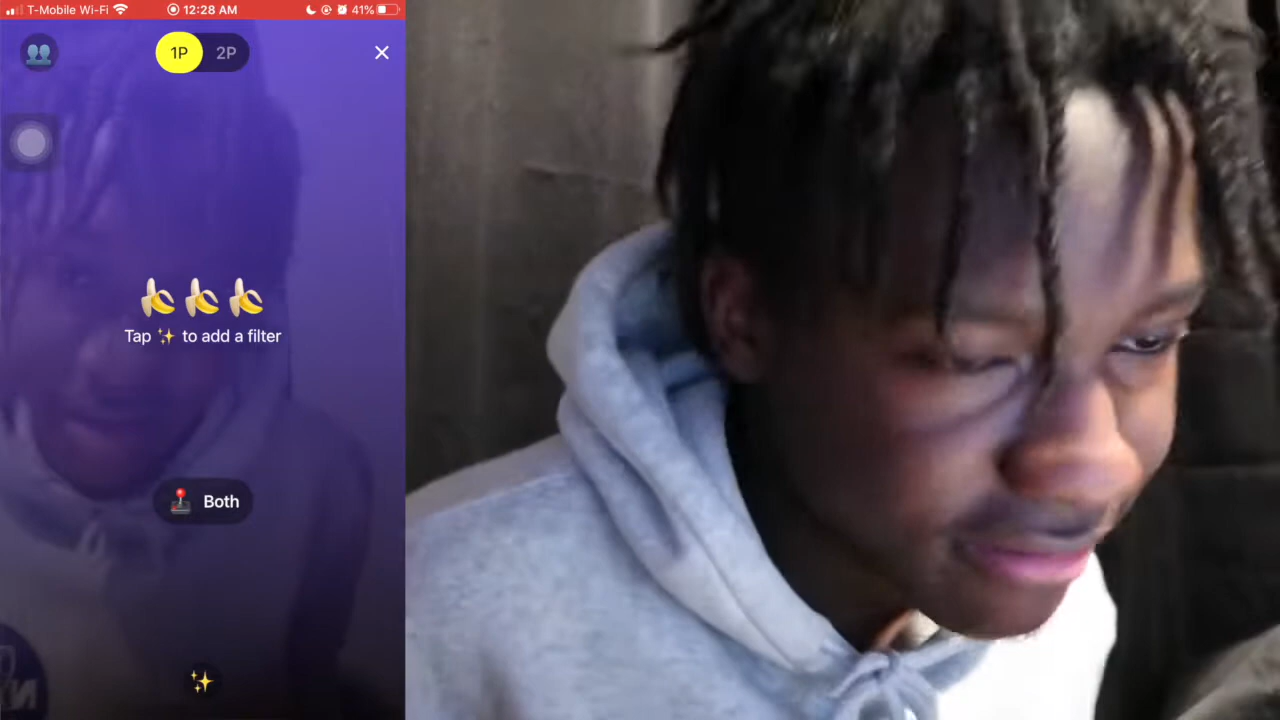 T-Mobile Wi-Fi 12:28 AM 41%
1P 2P
Tap ✨ to add a filter
Both